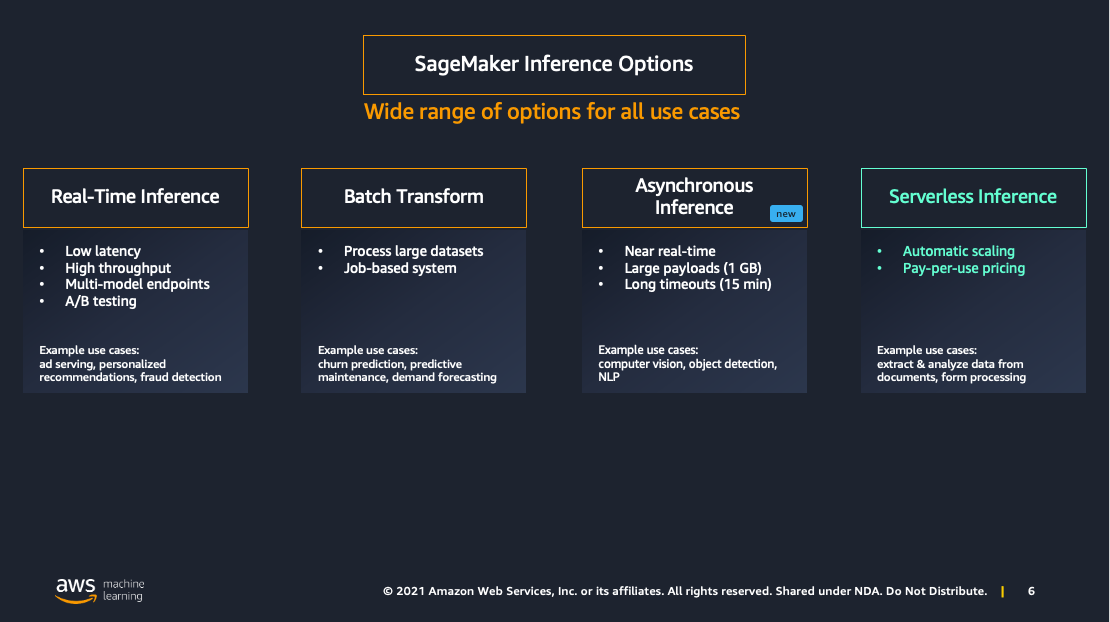 SageMaker Inference Options
Wide range of options for all use cases
Real-Time Inference
• Low latency
• High throughput
• Multi-model endpoints
• A/B testing
Example use cases:
ad serving, personalized
recommendations, fraud detection
Batch Transform
• Process large datasets
• Job-based system
Example use cases:
churn prediction, predictive
maintenance, demand forecasting
Asynchronous
Inference
new
• Near real-time
• Large payloads (1 GB)
• Long timeouts (15 min)
Example use cases:
computer vision, object detection,
NLP
Serverless Inference
• Automatic scaling
• Pay-per-use pricing
Example use cases:
extract & analyze data from
documents, form processing
aws machine
learning
© 2021 Amazon Web Services, Inc. or its affiliates. All rights reserved. Shared under NDA. Do Not Distribute. | 6